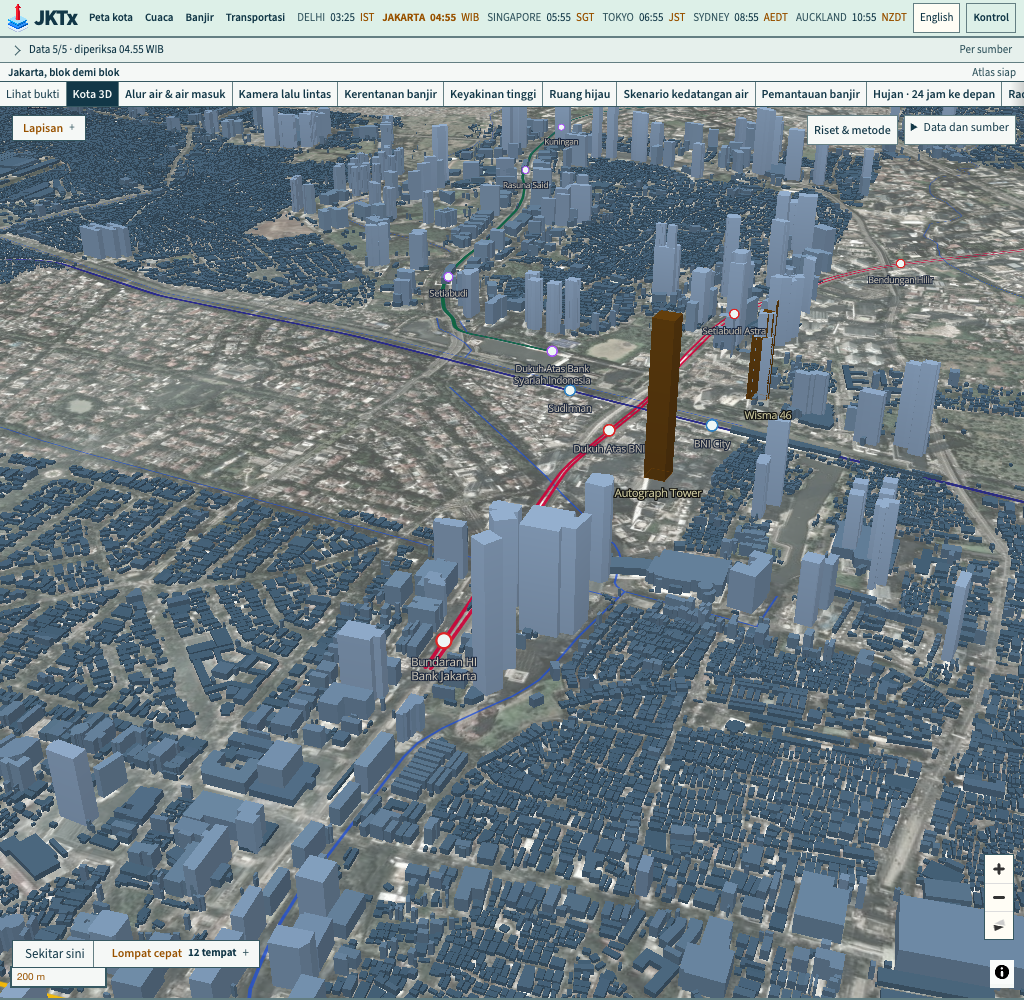 JKTx Peta kota Cuaca Banjir Transportasi DELHI 03:25 IST JAKARTA 04:55 WIB SINGAPORE 05:55 SGT TOKYO 06:55 JST SYDNEY 08:55 AEDT AUCKLAND 10:55 NZDT English Kontrol
Data 5/5 · diperiksa 04.55 WIB Per sumber
Jakarta, blok demi blok Atlas siap
Lihat bukti Kota 3D Alur air & air masuk Kamera lalu lintas Kerentanan banjir Keyakinan tinggi Ruang hijau Skenario kedatangan air Pemantauan banjir Hujan · 24 jam ke depan
Lapisan + Riset & metode Data dan sumber
Kuningan
Rasuna Said
Bendungan Hilir
Setiabudi
Setiabudi Astra
Dukuh Atas Bank
Syariah Indonesia
Sudirman
Wisma 46
BNI City
Dukuh Atas BNI
Autograph Tower
Bundaran HI
Bank Jakarta
+
−
Sekitar sini Lompat cepat 12 tempat +
200 m